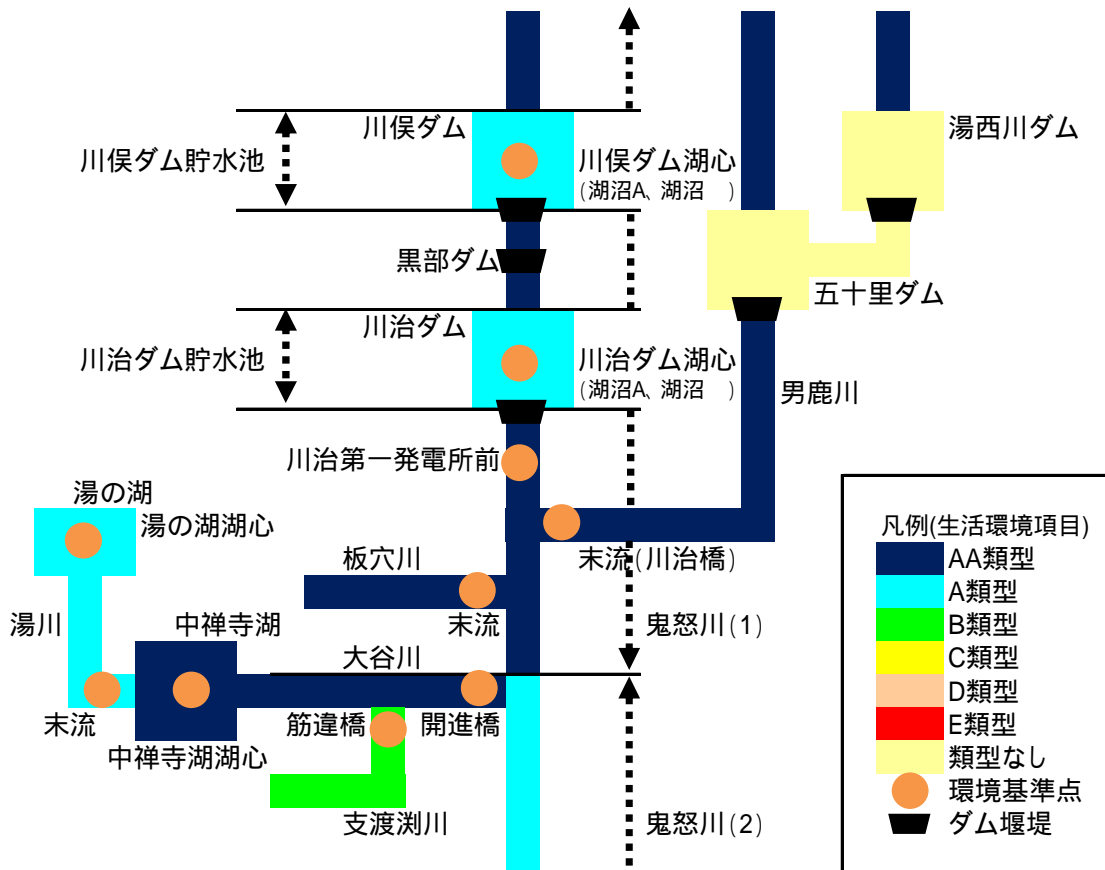 川俣ダム
湯西川ダム
川俣ダム貯水池
川俣ダム湖心
(湖沼A、湖沼　)
黒部ダム
五十里ダム
川治ダム
川治ダム貯水池
川治ダム湖心
(湖沼A、湖沼　)
男鹿川
川治第一発電所前
湯の湖
湯の湖湖心
末流(川治橋)
板穴川
湯川
中禅寺湖
末流
鬼怒川(1)
大谷川
末流
筋違橋
開進橋
中禅寺湖湖心
支渡渕川
鬼怒川(2)
凡例(生活環境項目)
AA類型
A類型
B類型
C類型
D類型
E類型
類型なし
環境基準点
ダム堰堤